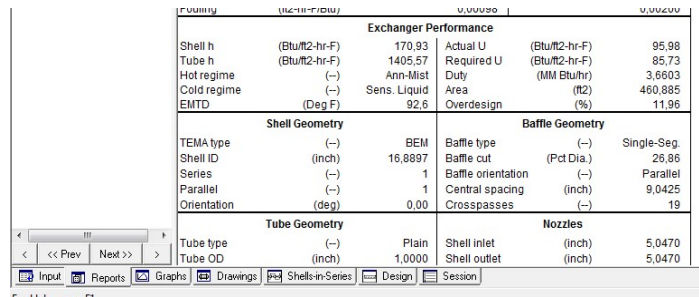 Fouling (ft2-hr-F/Btu) 0,00098 0,00200
Exchanger Performance
Shell h (Btu/ft2-hr-F) 170,93 Actual U (Btu/ft2-hr-F) 95,98
Tube h (Btu/ft2-hr-F) 1405,57 Required U (Btu/ft2-hr-F) 85,73
Hot regime (--) Ann-Mist Duty (MM Btu/hr) 3,6603
Cold regime (--) Sens. Liquid Area (ft2) 460,885
EMTD (Deg F) 92,6 Overdesign (%) 11,96
Shell Geometry Baffle Geometry
TEMA type (--) BEM Baffle type (--) Single-Seg.
Shell ID (inch) 16,8897 Baffle cut (Pct Dia.) 26,86
Series (--) 1 Baffle orientation (--) Parallel
Parallel (--) 1 Central spacing (inch) 9,0425
Orientation (deg) 0,00 Crosspasses (--) 19
Tube Geometry Nozzles
Tube type (--) Plain Shell inlet (inch) 5,0470
Tube OD (inch) 1,0000 Shell outlet (inch) 5,0470
< << Prev Next >> >
Input Reports Graphs Drawings Shells-in-Series Design Session